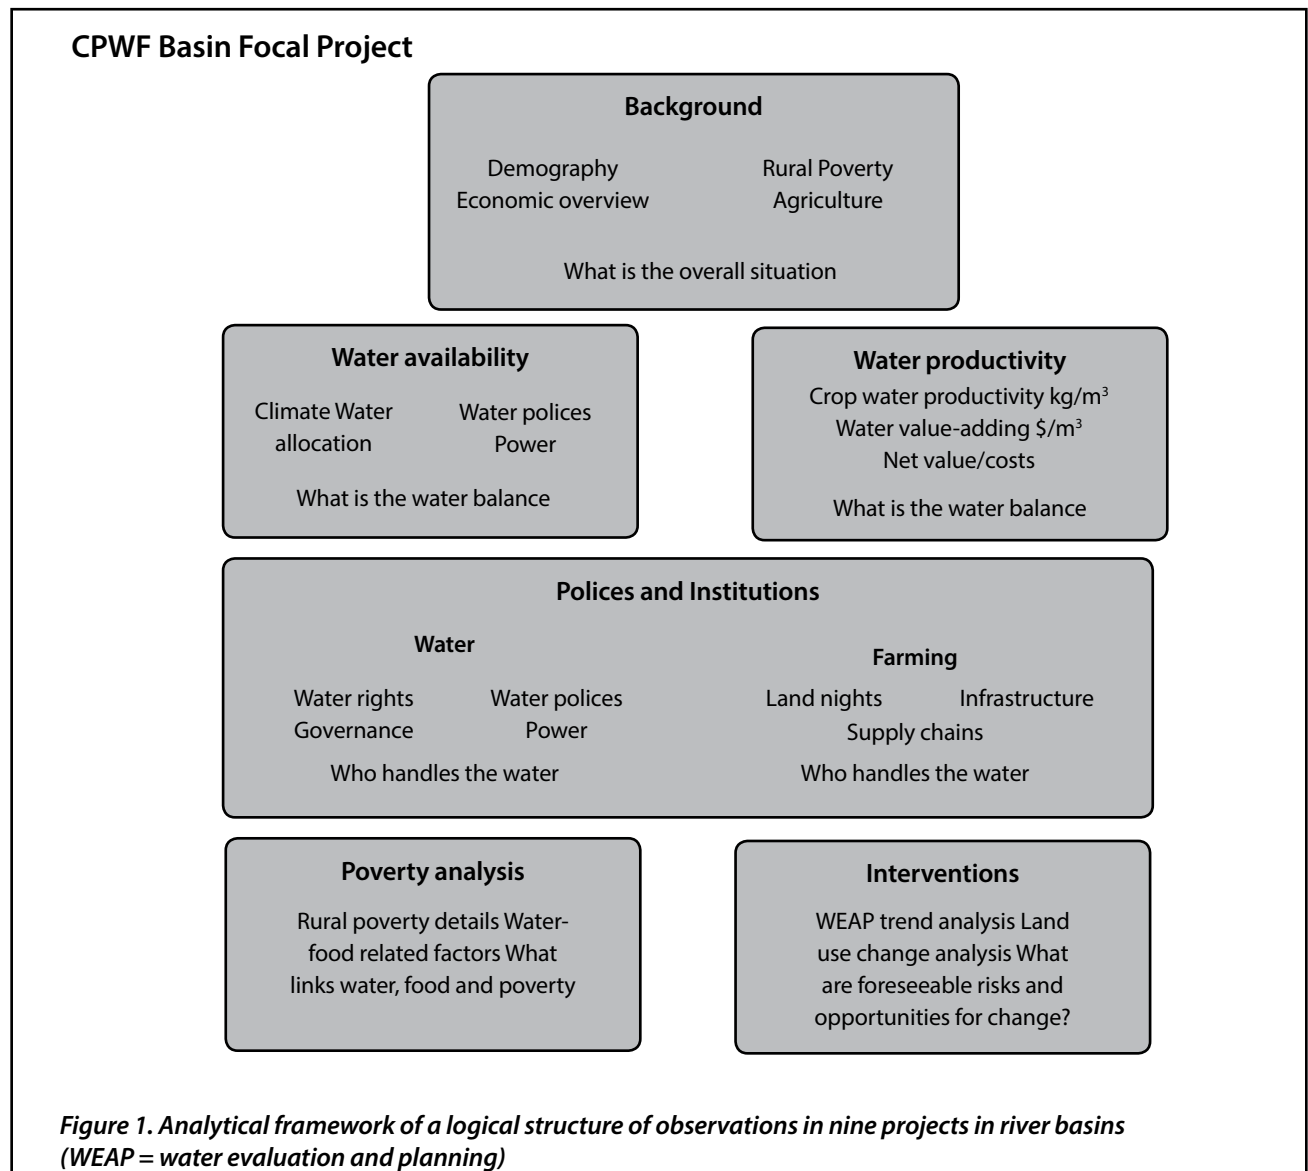 CPWF Basin Focal Project
Background
Demography
Economic overview
Rural Poverty
Agriculture
What is the overall situation
Water availability
Climate Water
allocation
Water polices
Power
What is the water balance
Water productivity
Crop water productivity kg/m³
Water value-adding $/m³
Net value/costs
What is the water balance
Polices and Institutions
Water
Water rights
Governance
Water polices
Power
Who handles the water
Farming
Land nights
Infrastructure
Supply chains
Who handles the water
Poverty analysis
Rural poverty details Water-
food related factors What
links water, food and poverty
Interventions
WEAP trend analysis Land
use change analysis What
are foreseeable risks and
opportunities for change?
Figure 1. Analytical framework of a logical structure of observations in nine projects in river basins
(WEAP = water evaluation and planning)